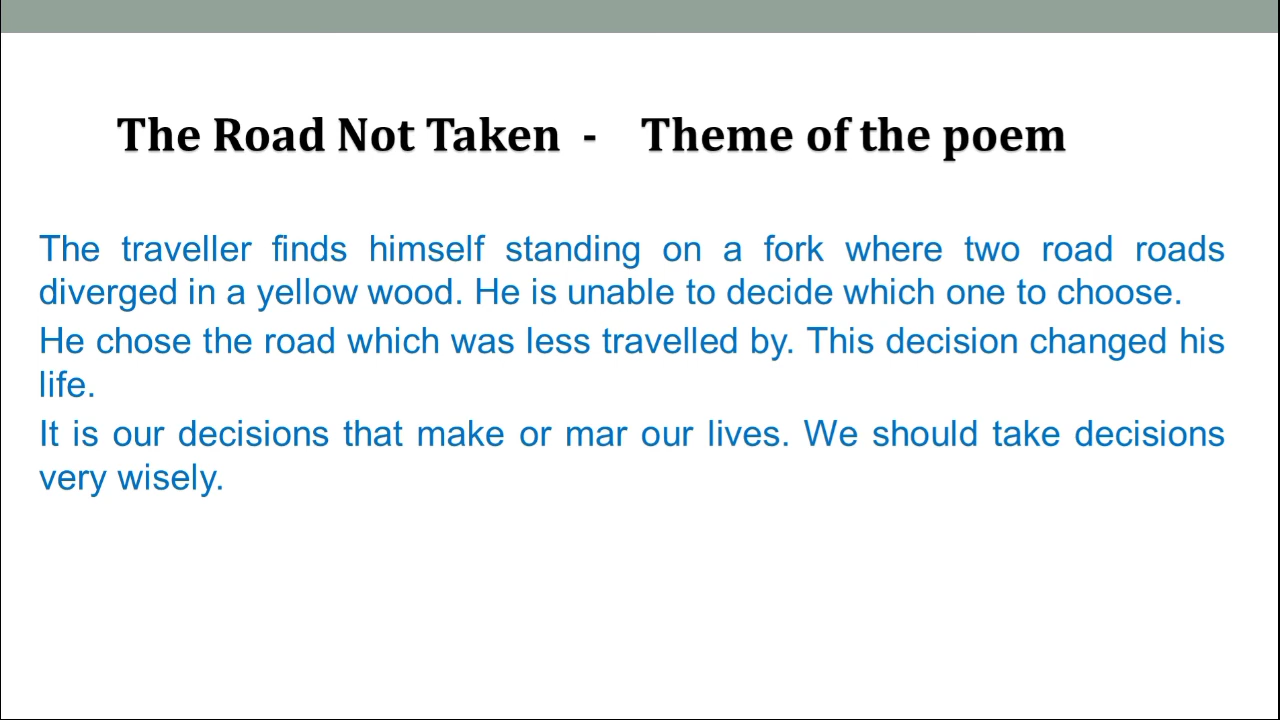 The Road Not Taken - Theme of the poem
The traveller finds himself standing on a fork where two road roads
diverged in a yellow wood. He is unable to decide which one to choose.
He chose the road which was less travelled by. This decision changed his
life.
It is our decisions that make or mar our lives. We should take decisions
very wisely.